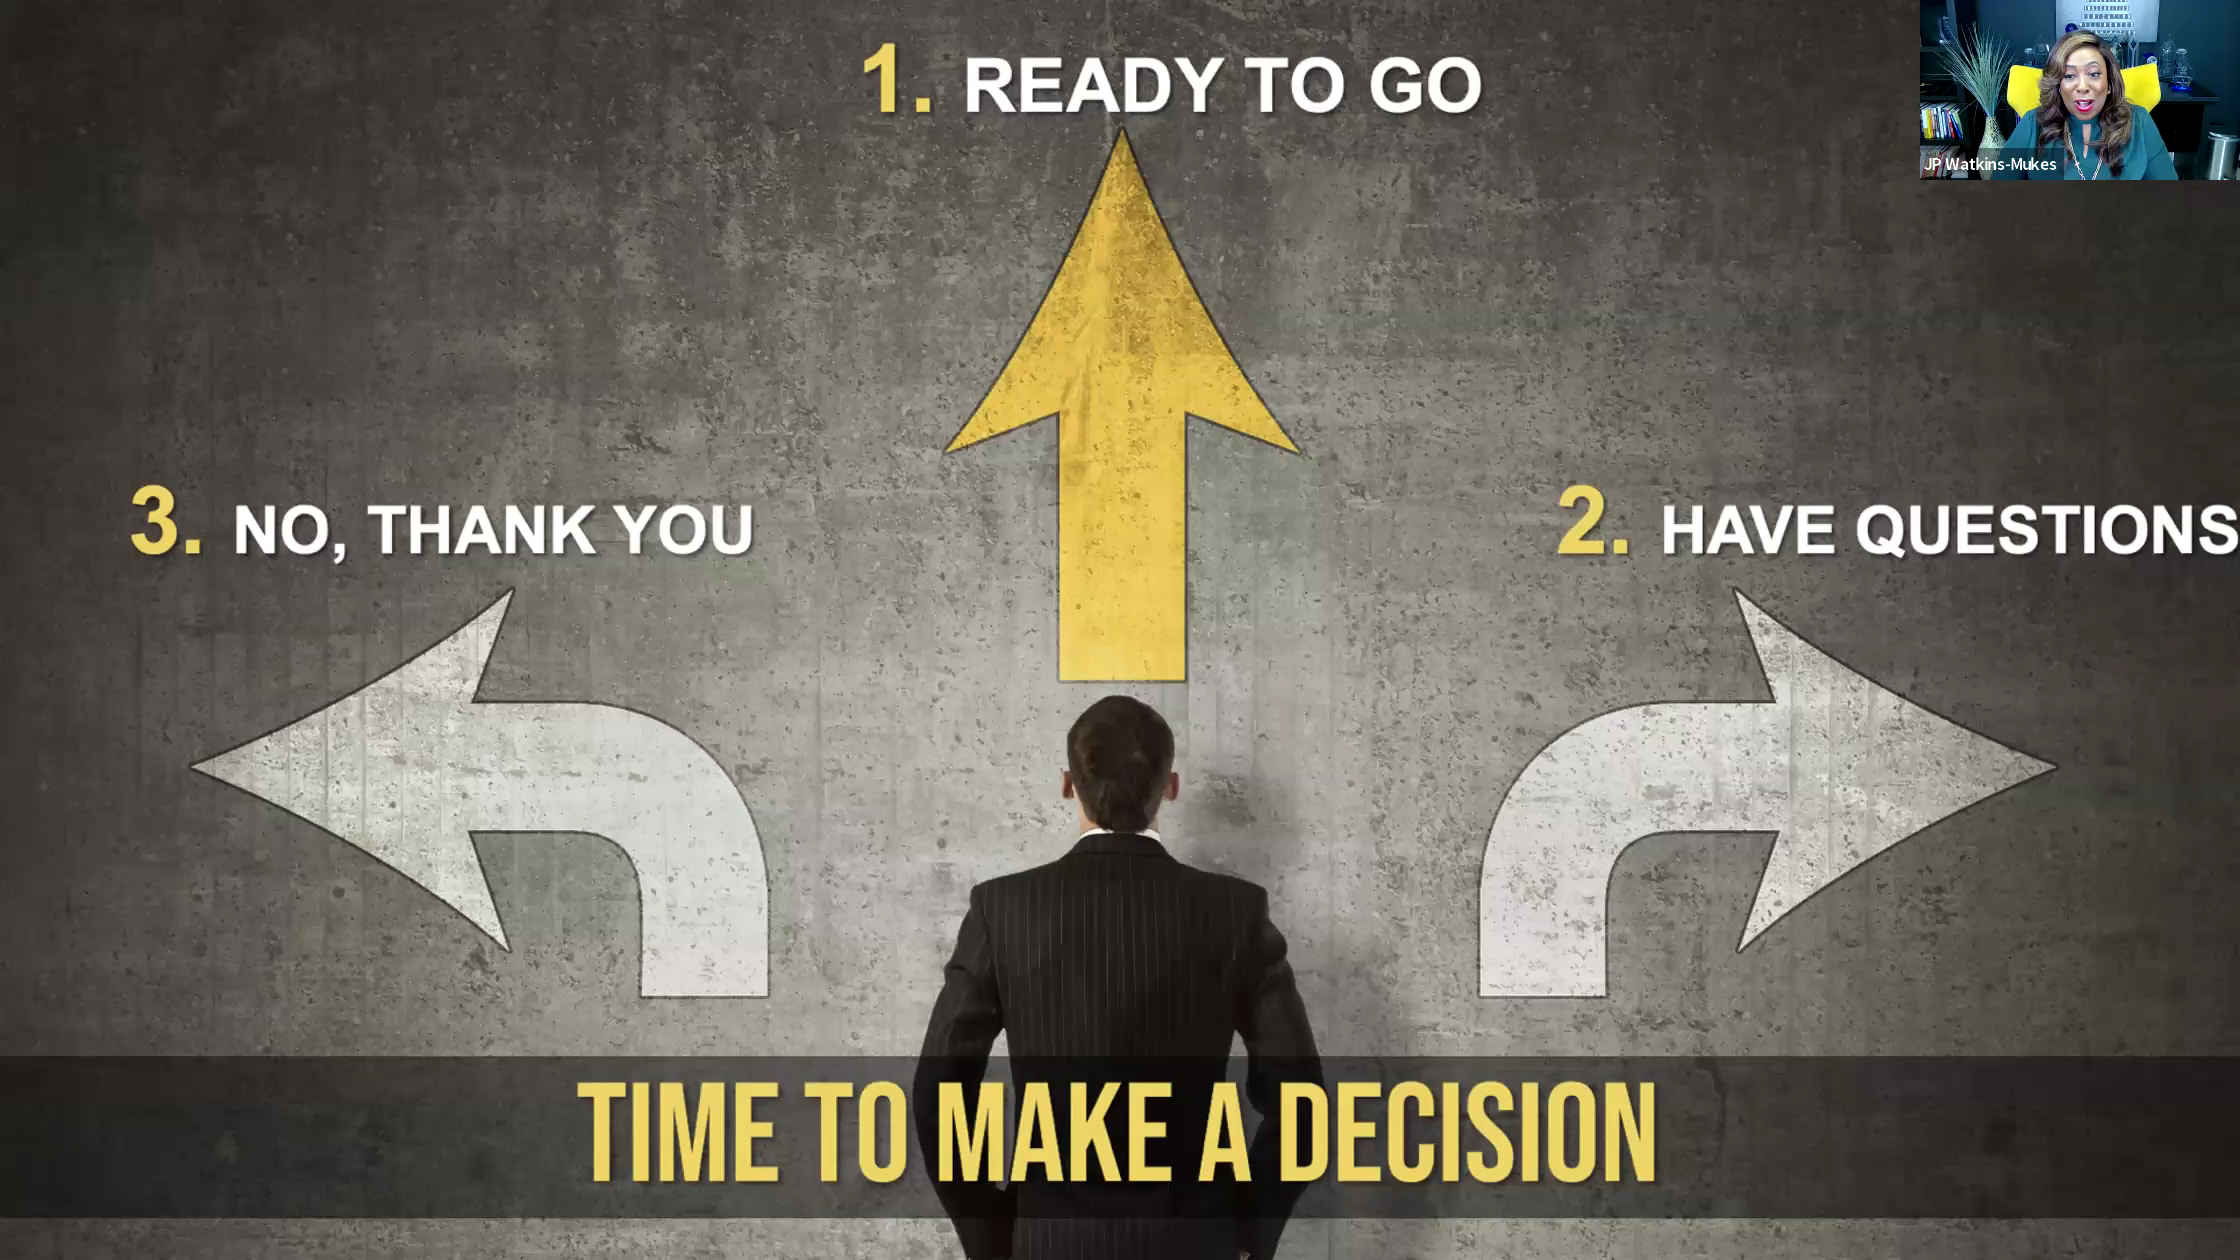 1. READY TO GO
JP Watkins-Mukes
3. NO, THANK YOU
2. HAVE QUESTIONS
TIME TO MAKE A DECISION